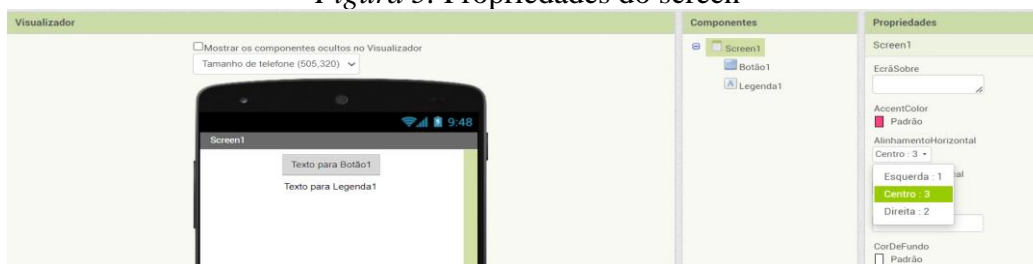 Figura 3. Propriedades do screen
Visualizador
Mostrar os componentes ocultos no Visualizador
Tamanho de telefone (505,320)
9:48
Screen1
Texto para Botão1
Texto para Legenda1
Componentes
Screen1
Botão1
Legenda1
Propriedades
Screen1
EcrãSobre
AccentColor
Padrão
AlinhamentoHorizontal
Centro : 3
Esquerda : 1
Centro : 3
Direita : 2
CorDeFundo
Padrão